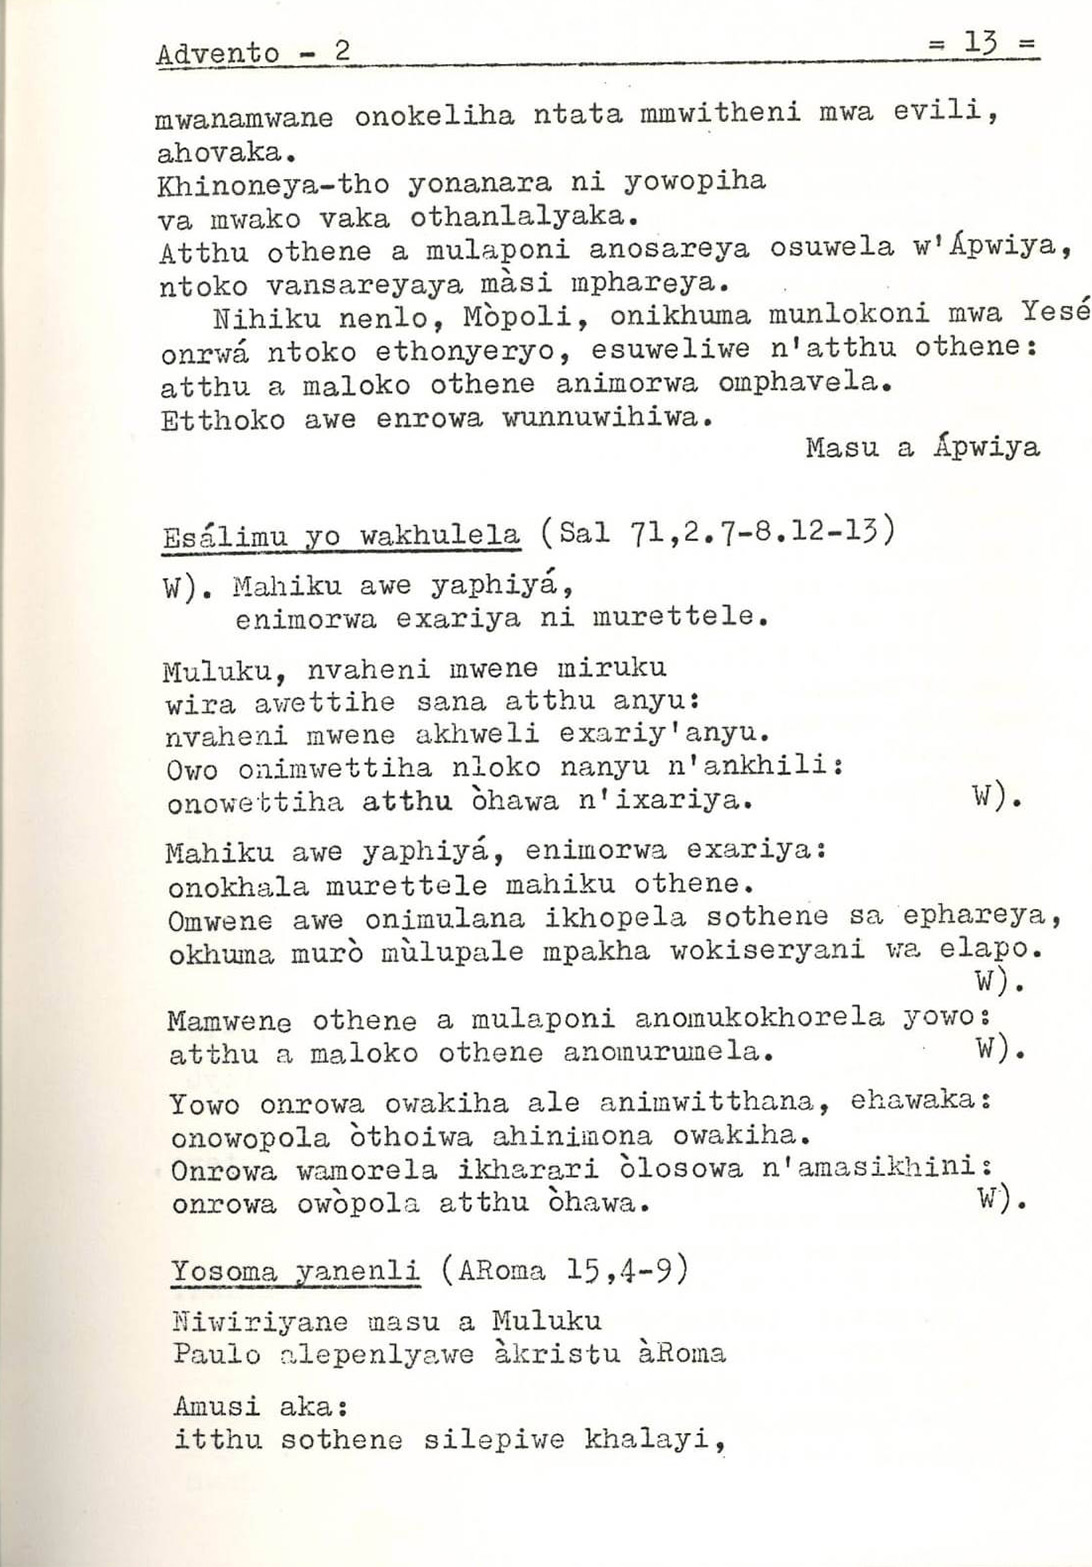 Advento - 2 = 13 =
mwanamwane onokeliha ntata mmwitheni mwa evili,
ahovaka.
Khinoneya-tho yonanara ni yowopiha
va mwako vaka othanlalyaka.
Atthu othene a mulaponi anosareya osuwela w'Ápwiya,
ntoko vansareyaya màsi mphareya.
Nihiku nenlo, Mòpoli, onikhuma munlokoni mwa Yesé
onrwá ntoko ethonyeryo, esuweliwe n'atthu othene:
atthu a maloko othene animorwa omphavela.
Etthoko awe enrowa wunnuwihiwa.
Masu a Ápwiya
Esálimu yo wakhulela (Sal 71,2.7-8.12-13)
W). Mahiku awe yaphiyá,
enimorwa exariya ni murettele.
Muluku, nvaheni mwene miruku
wira awettihe sana atthu anyu:
nvaheni mwene akhweli exariy'anyu.
Owo onimwettiha nloko nanyu n'ankhili:
onowettiha atthu òhawa n'ixariya. W).
Mahiku awe yaphiyá, enimorwa exariya:
onokhala murettele mahiku othene.
Omwene awe onimulana ikhopela sothene sa ephareya,
okhuma murò mùlupale mpakha wokiseryani wa elapo.
W).
Mamwene othene a mulaponi anomukokhorela yowo:
atthu a maloko othene anomurumela. W).
Yowo onrowa owakiha ale animwitthana, ehawaka:
onowopola òthoiwa ahinimona owakiha.
Onrowa wamorela ikharari òlosowa n'amasikhini:
onrowa owòpola atthu òhawa. W).
Yosoma yanenli (ARoma 15,4-9)
Niwiriyane masu a Muluku
Paulo alepenlyawe àkristu àRoma
Amusi aka:
itthu sothene silepiwe khalayi,